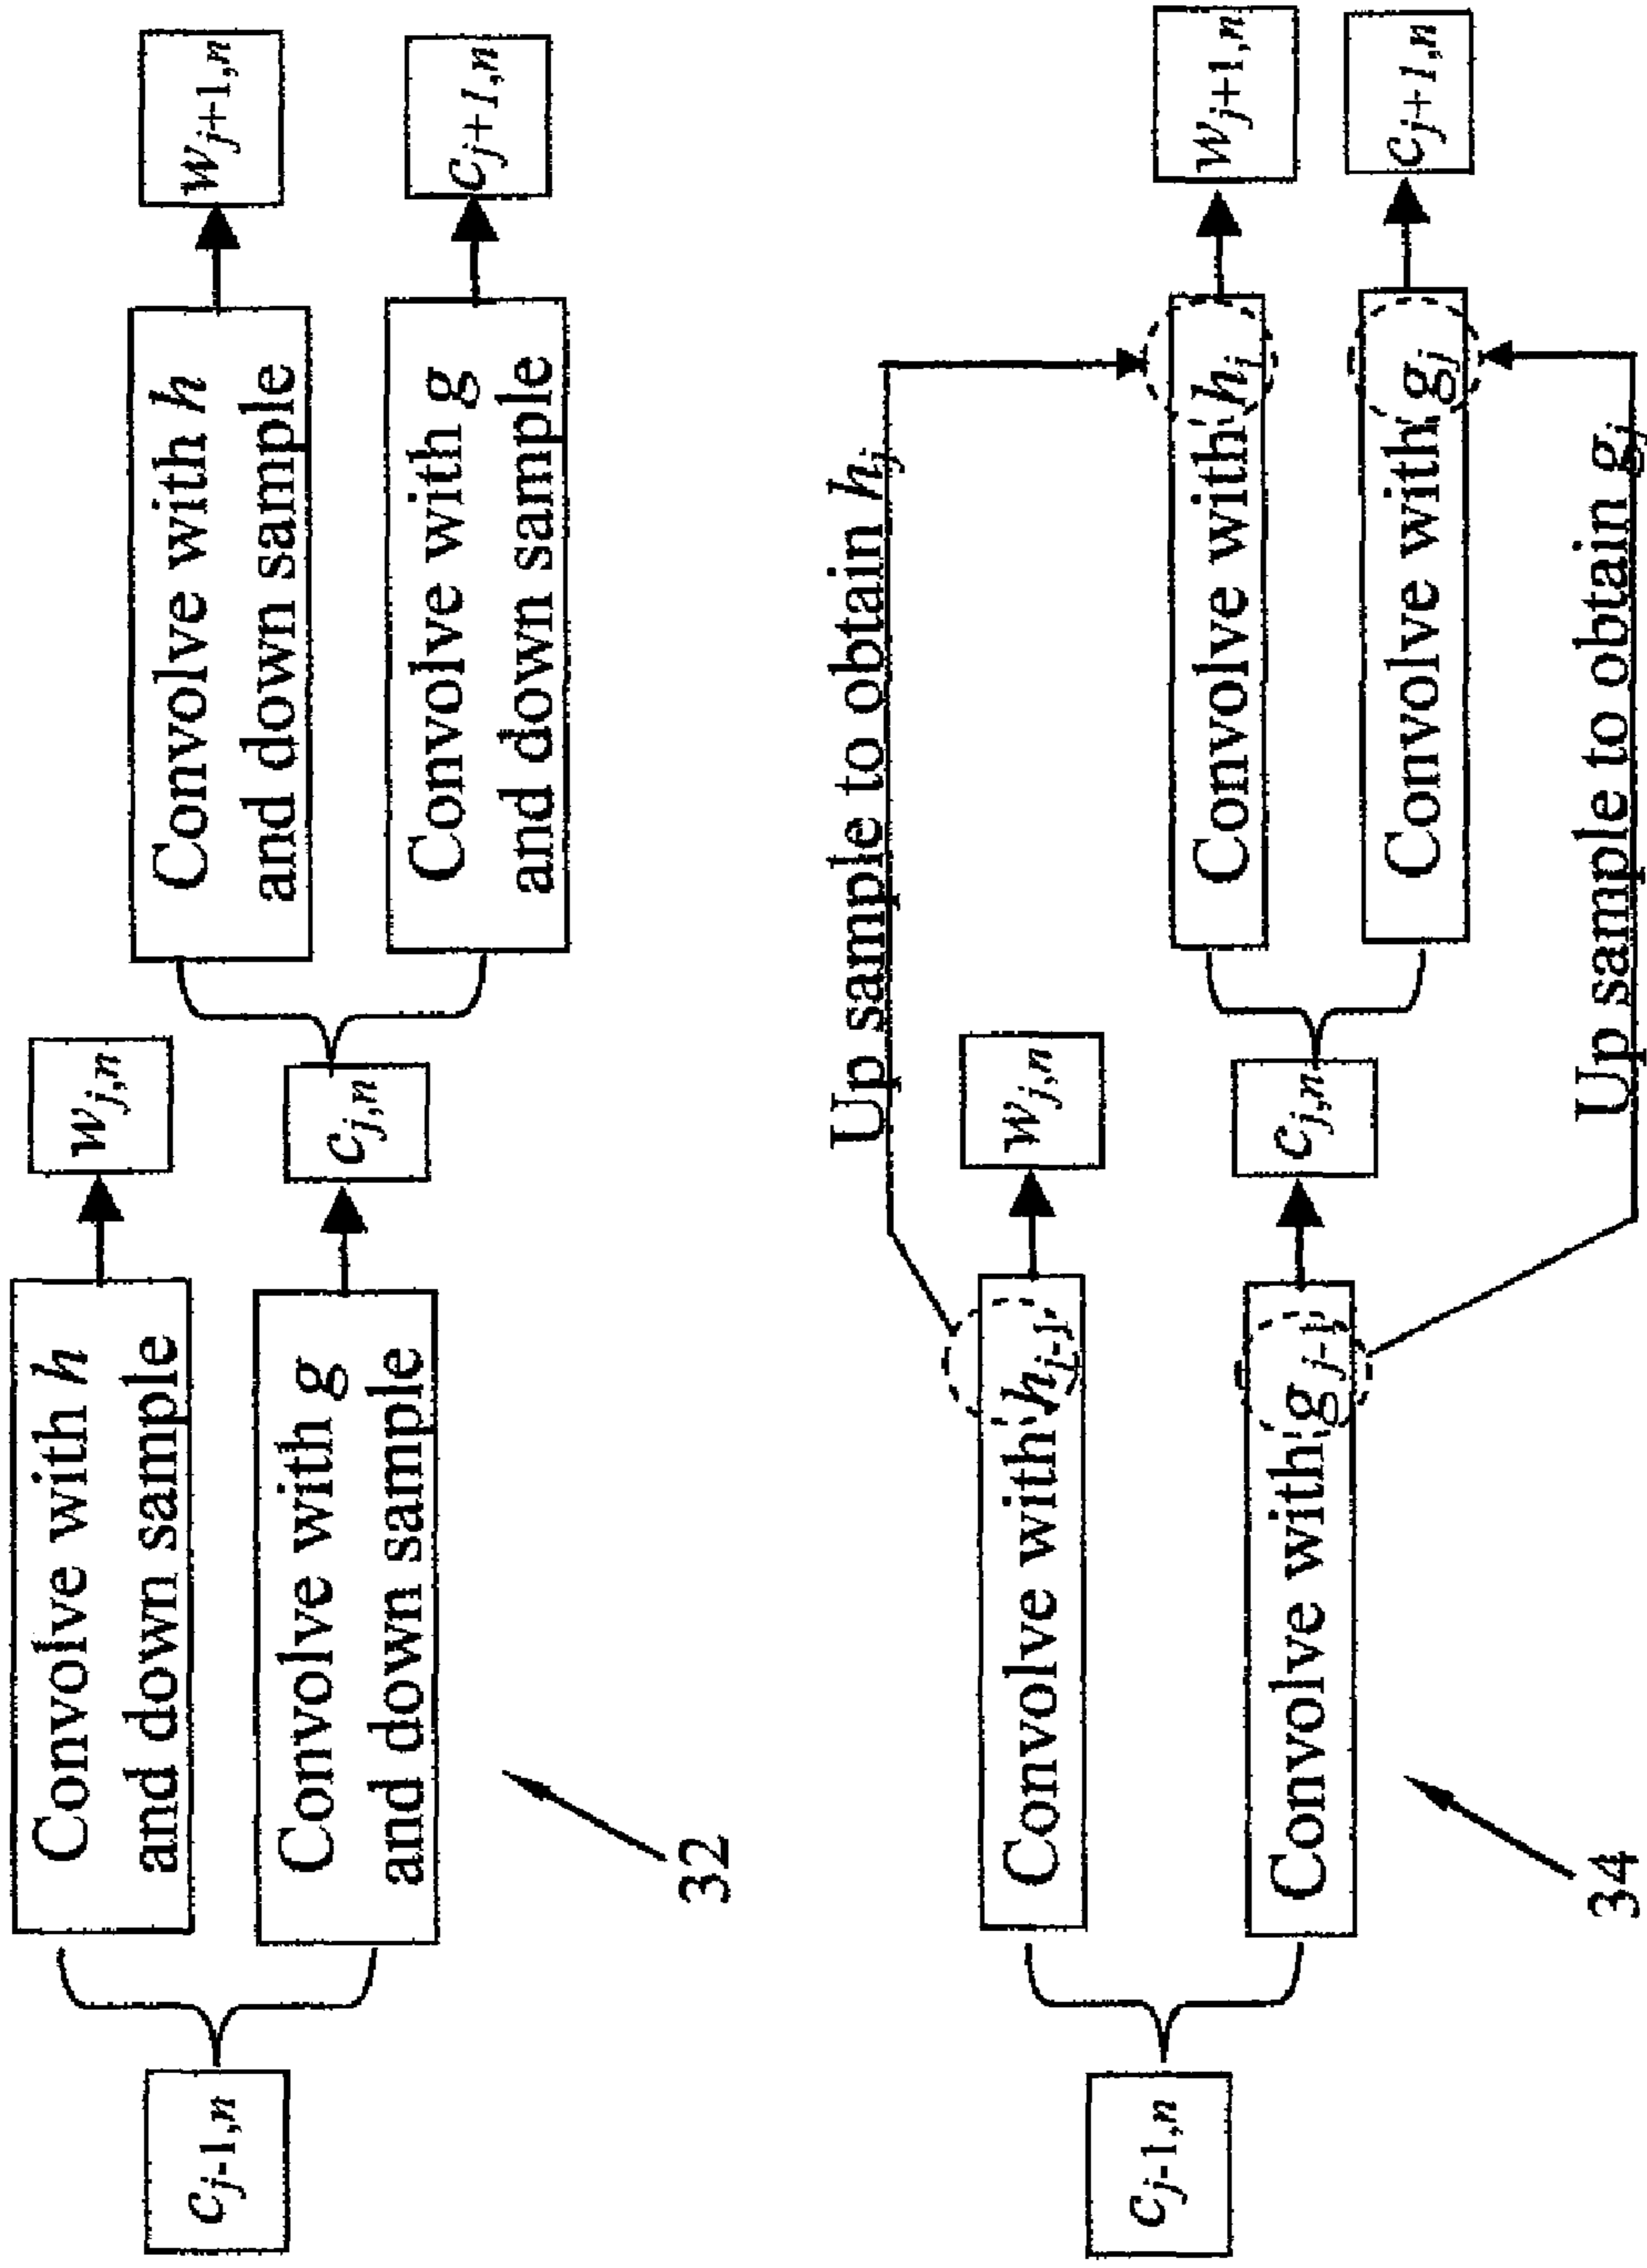 c_{j-1,n}
Convolve with h
and down sample
w_{j,n}
Convolve with g
and down sample
c_{j,n}
Convolve with h
and down sample
w_{j+1,n}
Convolve with g
and down sample
c_{j+1,n}
32
c_{j-1,n}
Convolve with h_{j-1}
w_{j,n}
Convolve with g_{j-1}
c_{j,n}
Up sample to obtain h_j
Convolve with h_j
w_{j+1,n}
Convolve with g_j
c_{j+1,n}
Up sample to obtain g_j
34